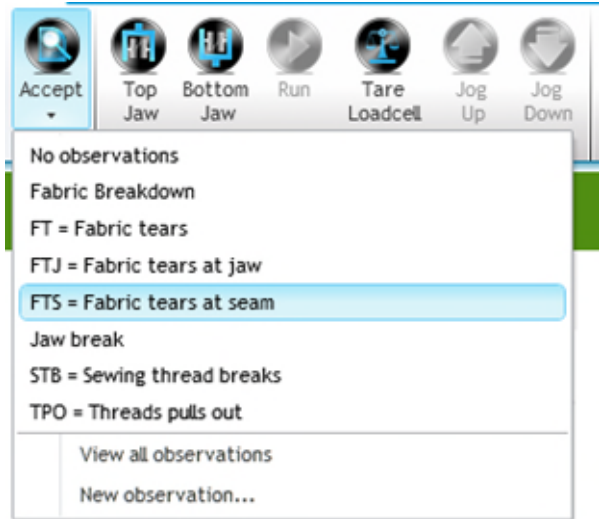 Accept
Top Jaw
Bottom Jaw
Run
Tare Loadcell
Jog Up
Jog Down
No observations
Fabric Breakdown
FT = Fabric tears
FTJ = Fabric tears at jaw
FTS = Fabric tears at seam
Jaw break
STB = Sewing thread breaks
TPO = Threads pulls out
View all observations
New observation...